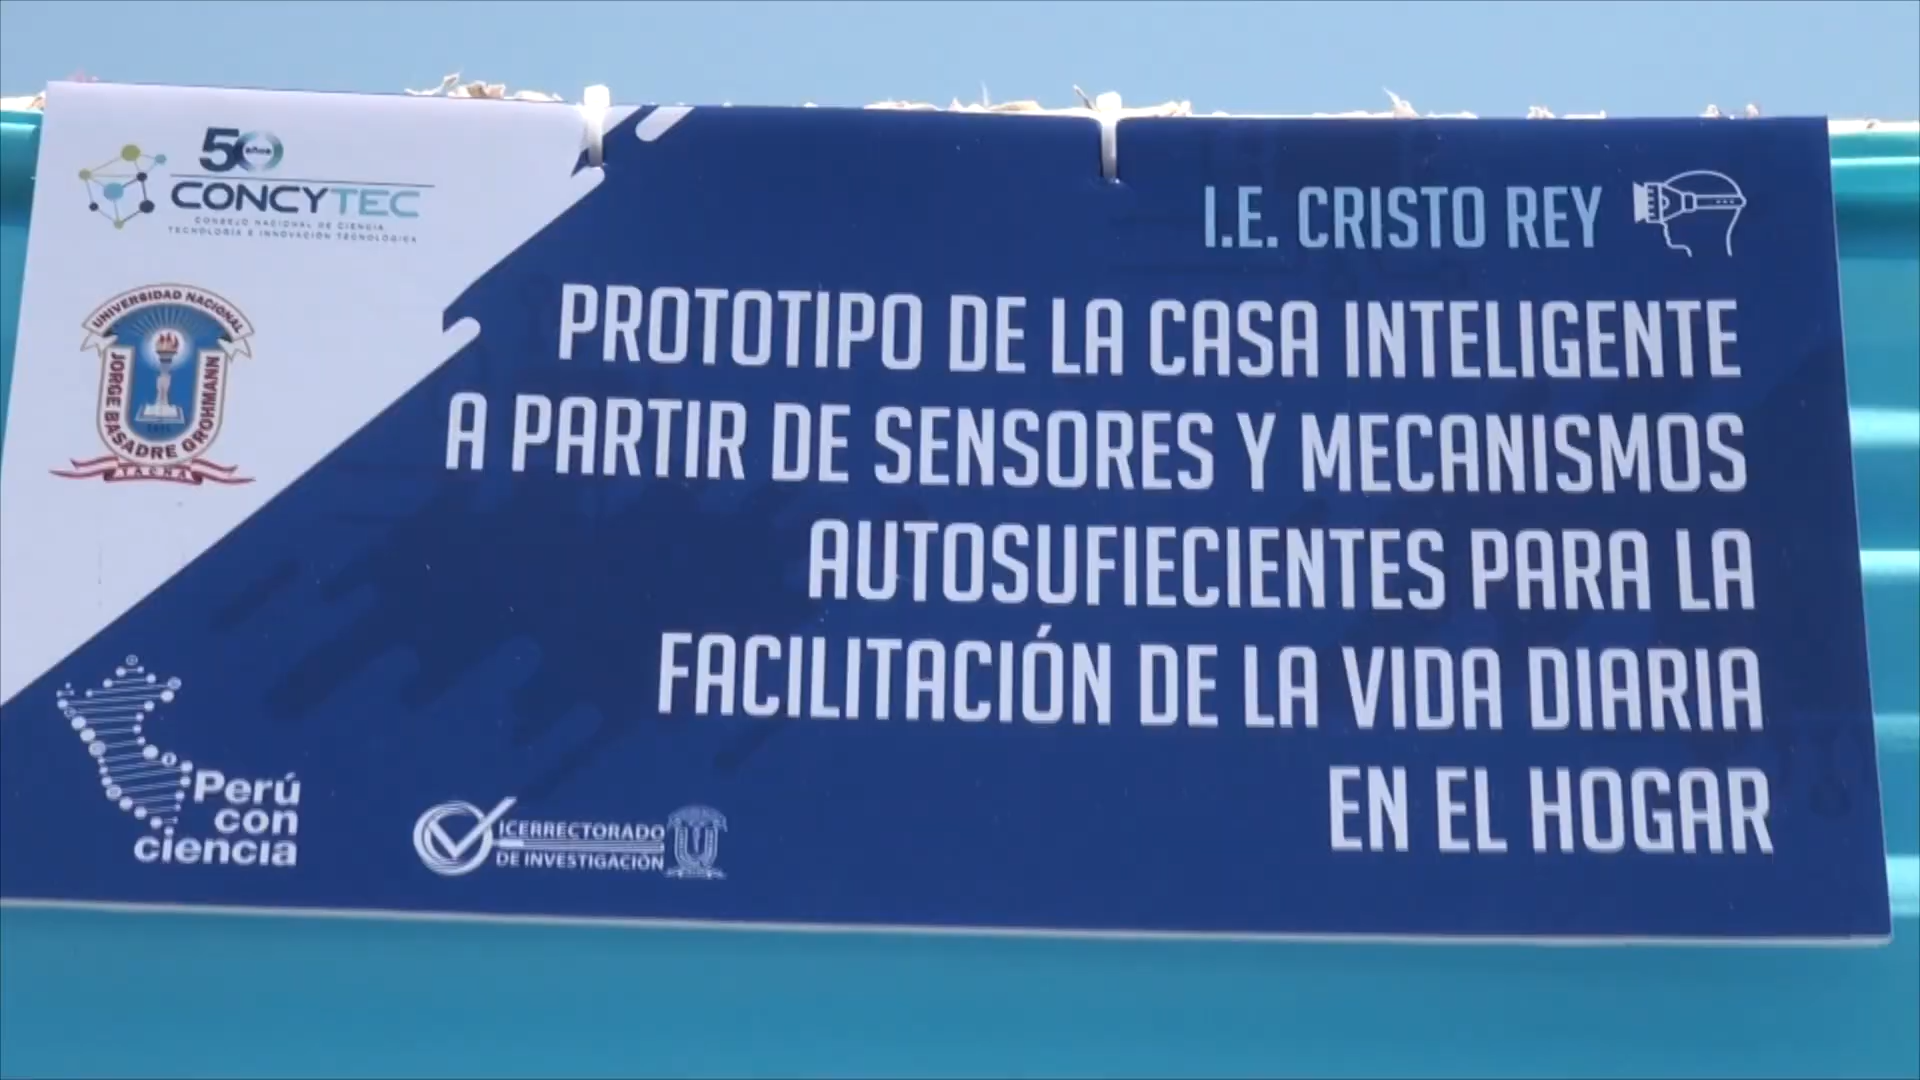 50 años
CONCYTEC
CONSEJO NACIONAL DE CIENCIA
TECNOLOGÍA E INNOVACIÓN TECNOLÓGICA
UNIVERSIDAD NACIONAL
JORGE BASADRE GROHMANN
TACNA
I.E. CRISTO REY
PROTOTIPO DE LA CASA INTELIGENTE
A PARTIR DE SENSORES Y MECANISMOS
AUTOSUFIECIENTES PARA LA
FACILITACIÓN DE LA VIDA DIARIA
EN EL HOGAR
Perú
con
ciencia
VICERRECTORADO
DE INVESTIGACIÓN